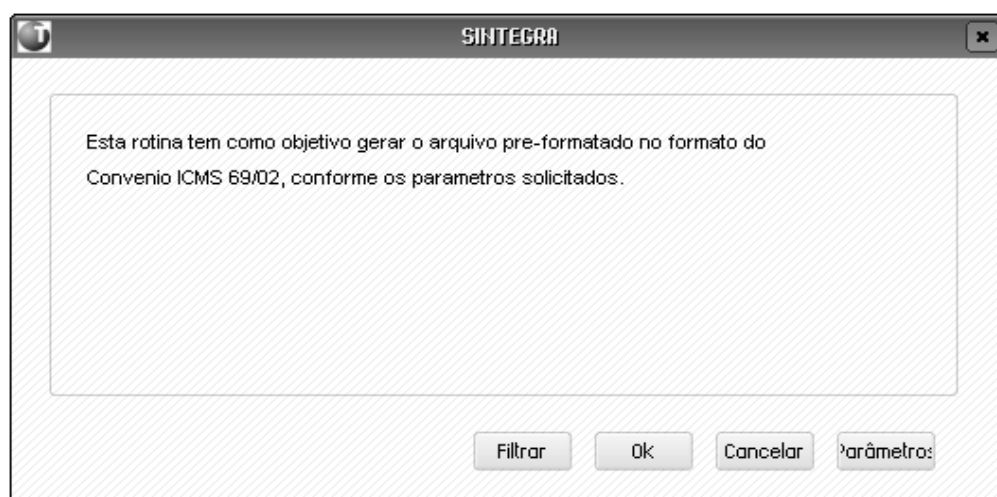 SINTEGRA
Esta rotina tem como objetivo gerar o arquivo pre-formatado no formato do
Convenio ICMS 69/02, conforme os parametros solicitados.
Filtrar
Ok
Cancelar
Parâmetros